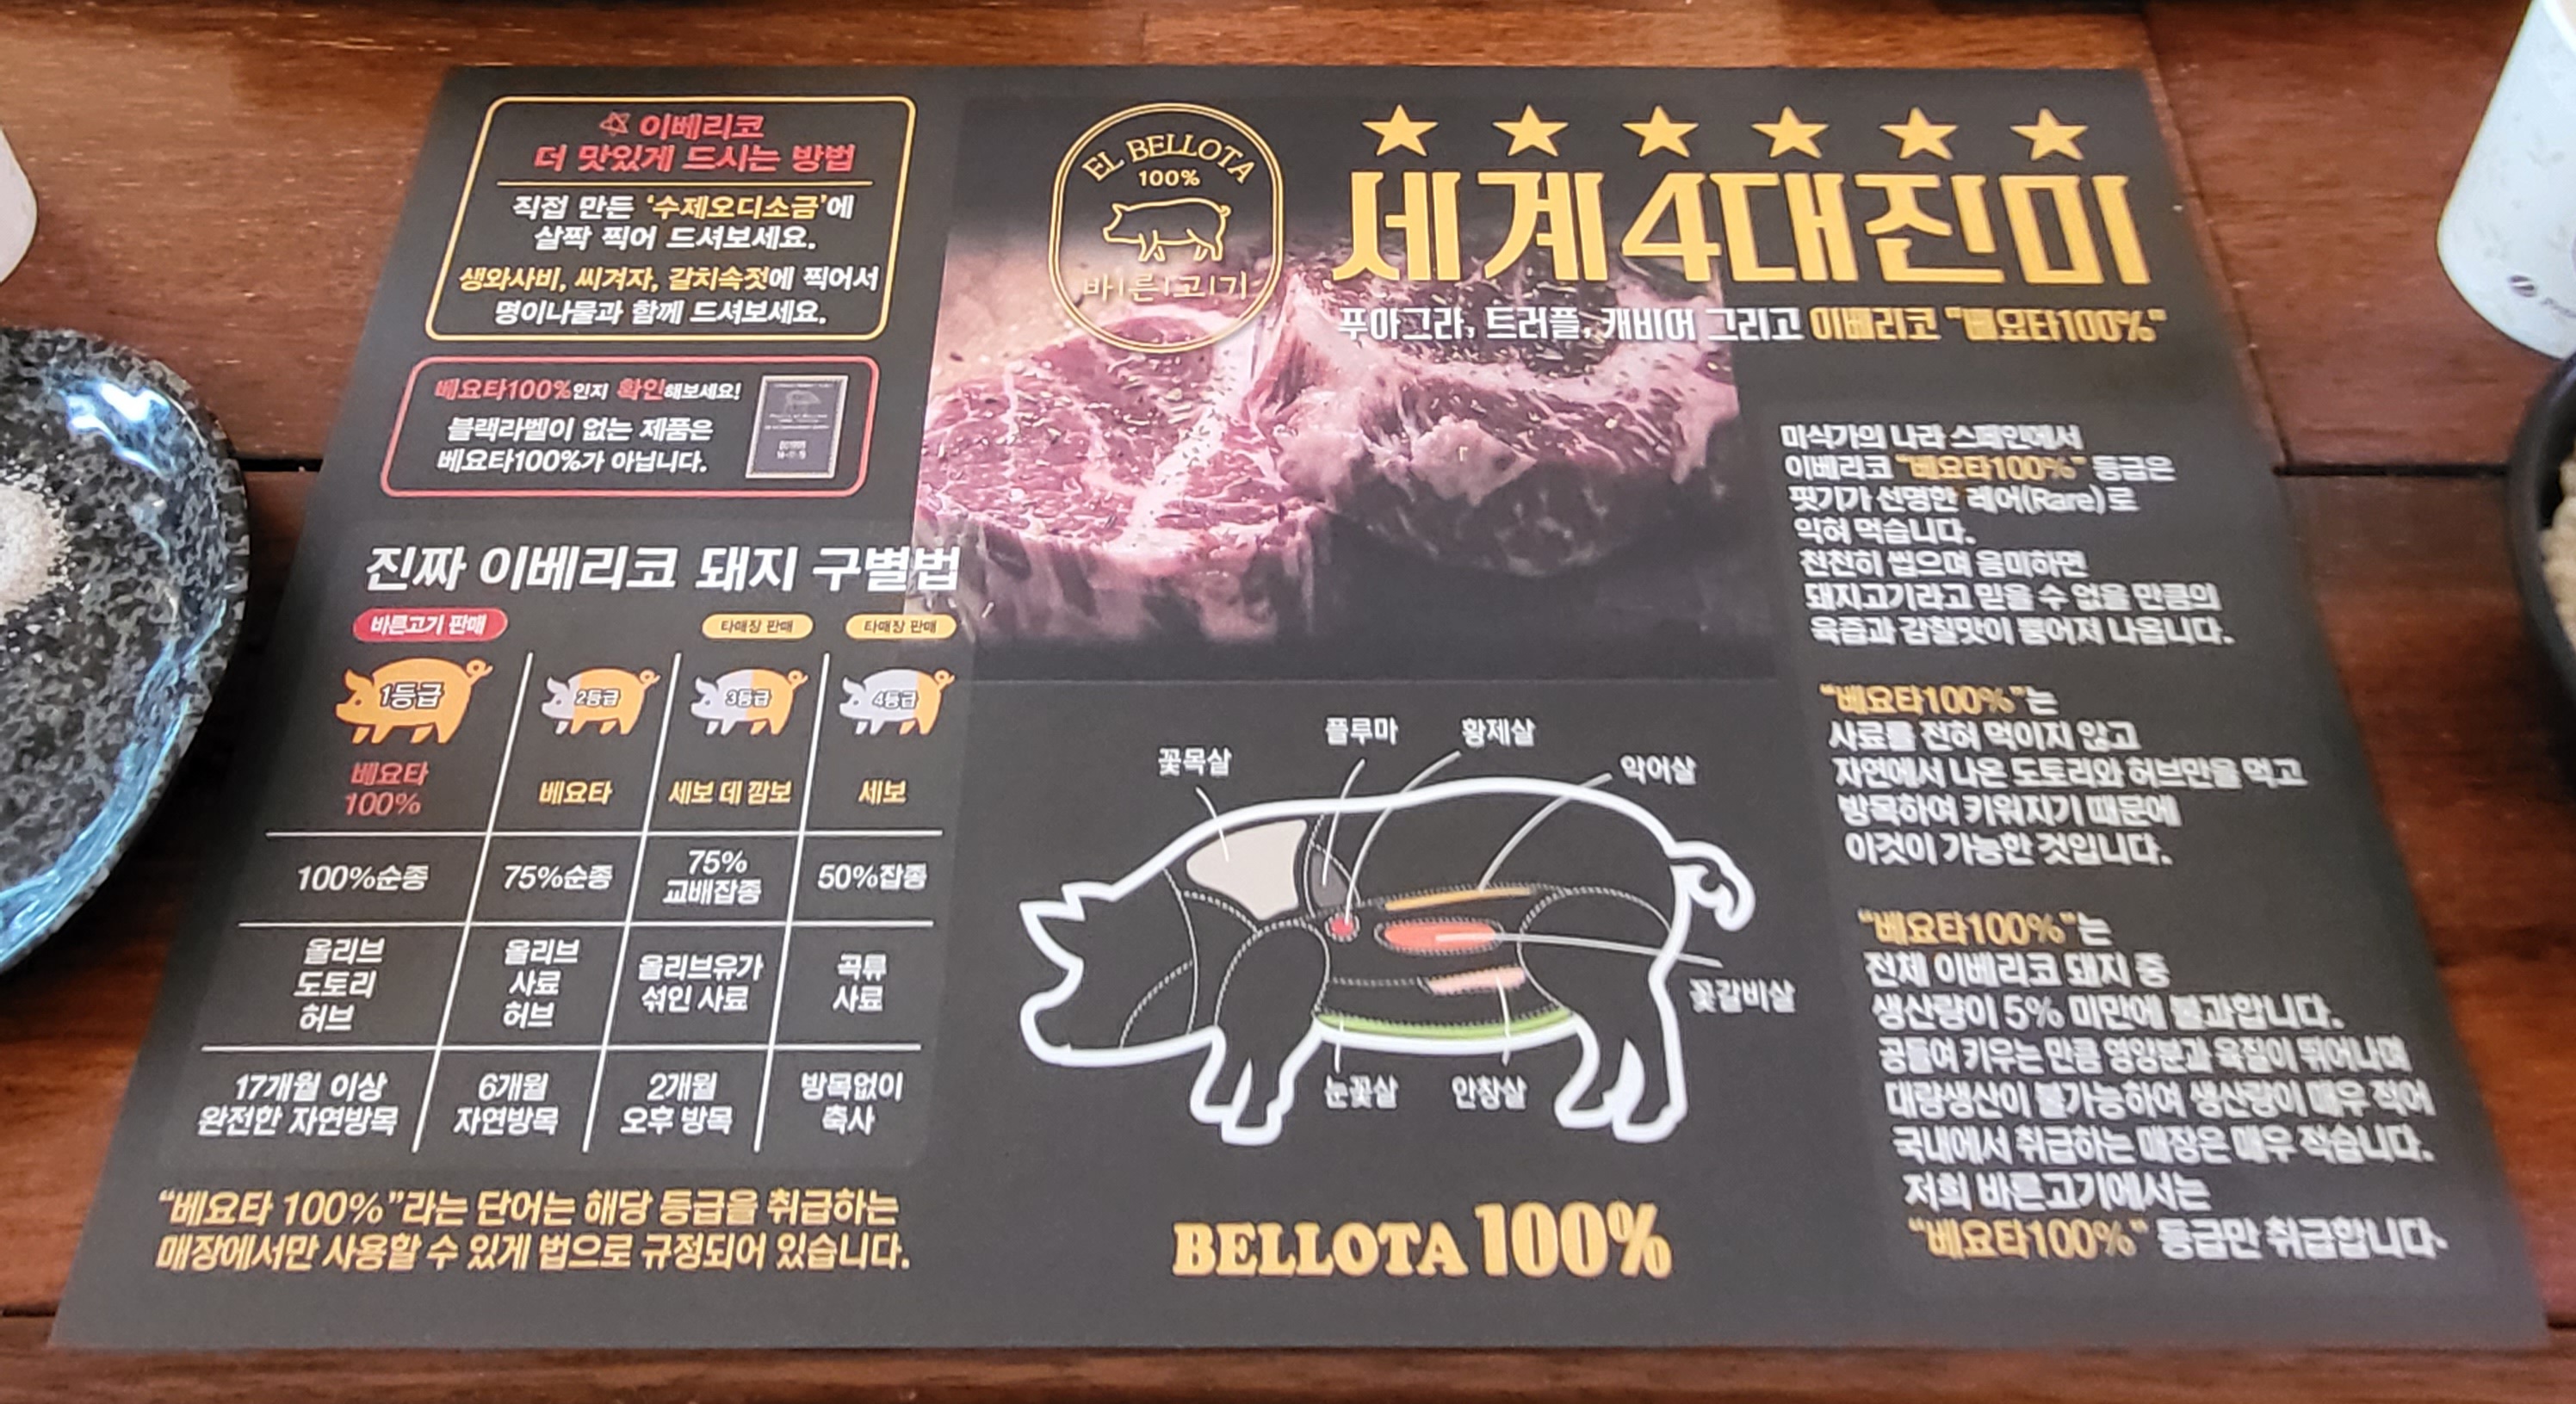 이베리코
더 맛있게 드시는 방법
직접 만든 '수제오디소금'에
살짝 찍어 드셔보세요.
생와사비, 씨겨자, 갈치속젓에 찍어서
명이나물과 함께 드셔보세요.
베요타100%인지 확인해보세요!
블랙라벨이 없는 제품은
베요타100%가 아닙니다.
진짜 이베리코 돼지 구별법
바른고기 판매
타매장 판매
타매장 판매
1등급
2등급
3등급
4등급
베요타
100%
베요타
세보 데 깜보
세보
100%순종
75%순종
75%
교배잡종
50%잡종
올리브
도토리
허브
올리브
사료
허브
올리브유가
섞인 사료
곡류
사료
17개월 이상
완전한 자연방목
6개월
자연방목
2개월
오후 방목
방목없이
축사
"베요타 100%"라는 단어는 해당 등급을 취급하는
매장에서만 사용할 수 있게 법으로 규정되어 있습니다.
EL BELLOTA
100%
바|른|고|기
세계4대진미
푸아그라, 트러플, 캐비어 그리고 이베리코 "베요타100%"
꽃목살
플루마
황제살
악어살
꽃갈비살
눈꽃살
안창살
BELLOTA 100%
미식가의 나라 스페인에서
이베리코 "베요타100%" 등급은
핏기가 선명한 레어(Rare)로
익혀 먹습니다.
천천히 씹으며 음미하면
돼지고기라고 믿을 수 없을 만큼의
육즙과 감칠맛이 뿜어져 나옵니다.
"베요타100%"는
사료를 전혀 먹이지 않고
자연에서 나온 도토리와 허브만을 먹고
방목하여 키워지기 때문에
이것이 가능한 것입니다.
"베요타100%"는
전체 이베리코 돼지 중
생산량이 5% 미만에 불과합니다.
공들여 키우는 만큼 영양분과 육질이 뛰어나며
대량생산이 불가능하여 생산량이 매우 적어
국내에서 취급하는 매장은 매우 적습니다.
저희 바른고기에서는
"베요타100%" 등급만 취급합니다.